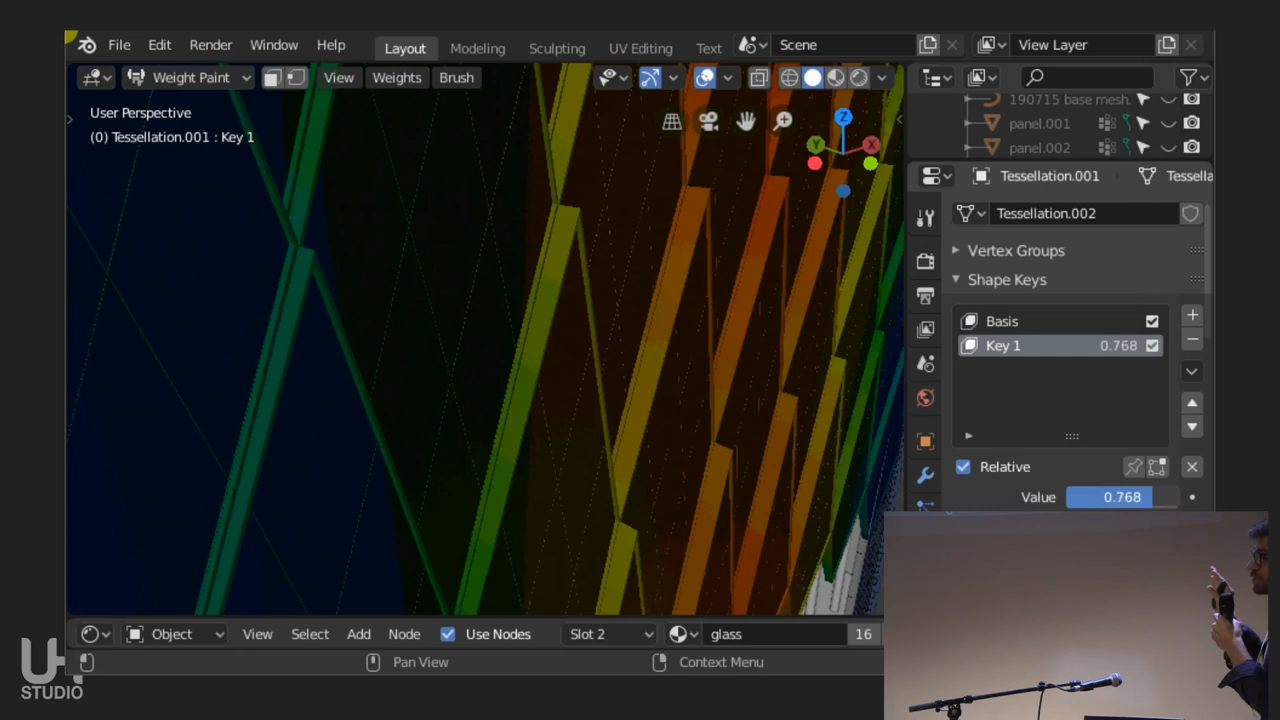 File Edit Render Window Help Layout Modeling Sculpting UV Editing Text Scene View Layer
Weight Paint View Weights Brush
User Perspective
(0) Tessellation.001 : Key 1
Z
Y
X
190715 base mesh.
panel.001
panel.002
Tessellation.001 Tessella
Tessellation.002
Vertex Groups
Shape Keys
Basis
Key 1 0.768
Relative
Value 0.768
Object View Select Add Node Use Nodes Slot 2 glass 16
Pan View Context Menu
STUDIO